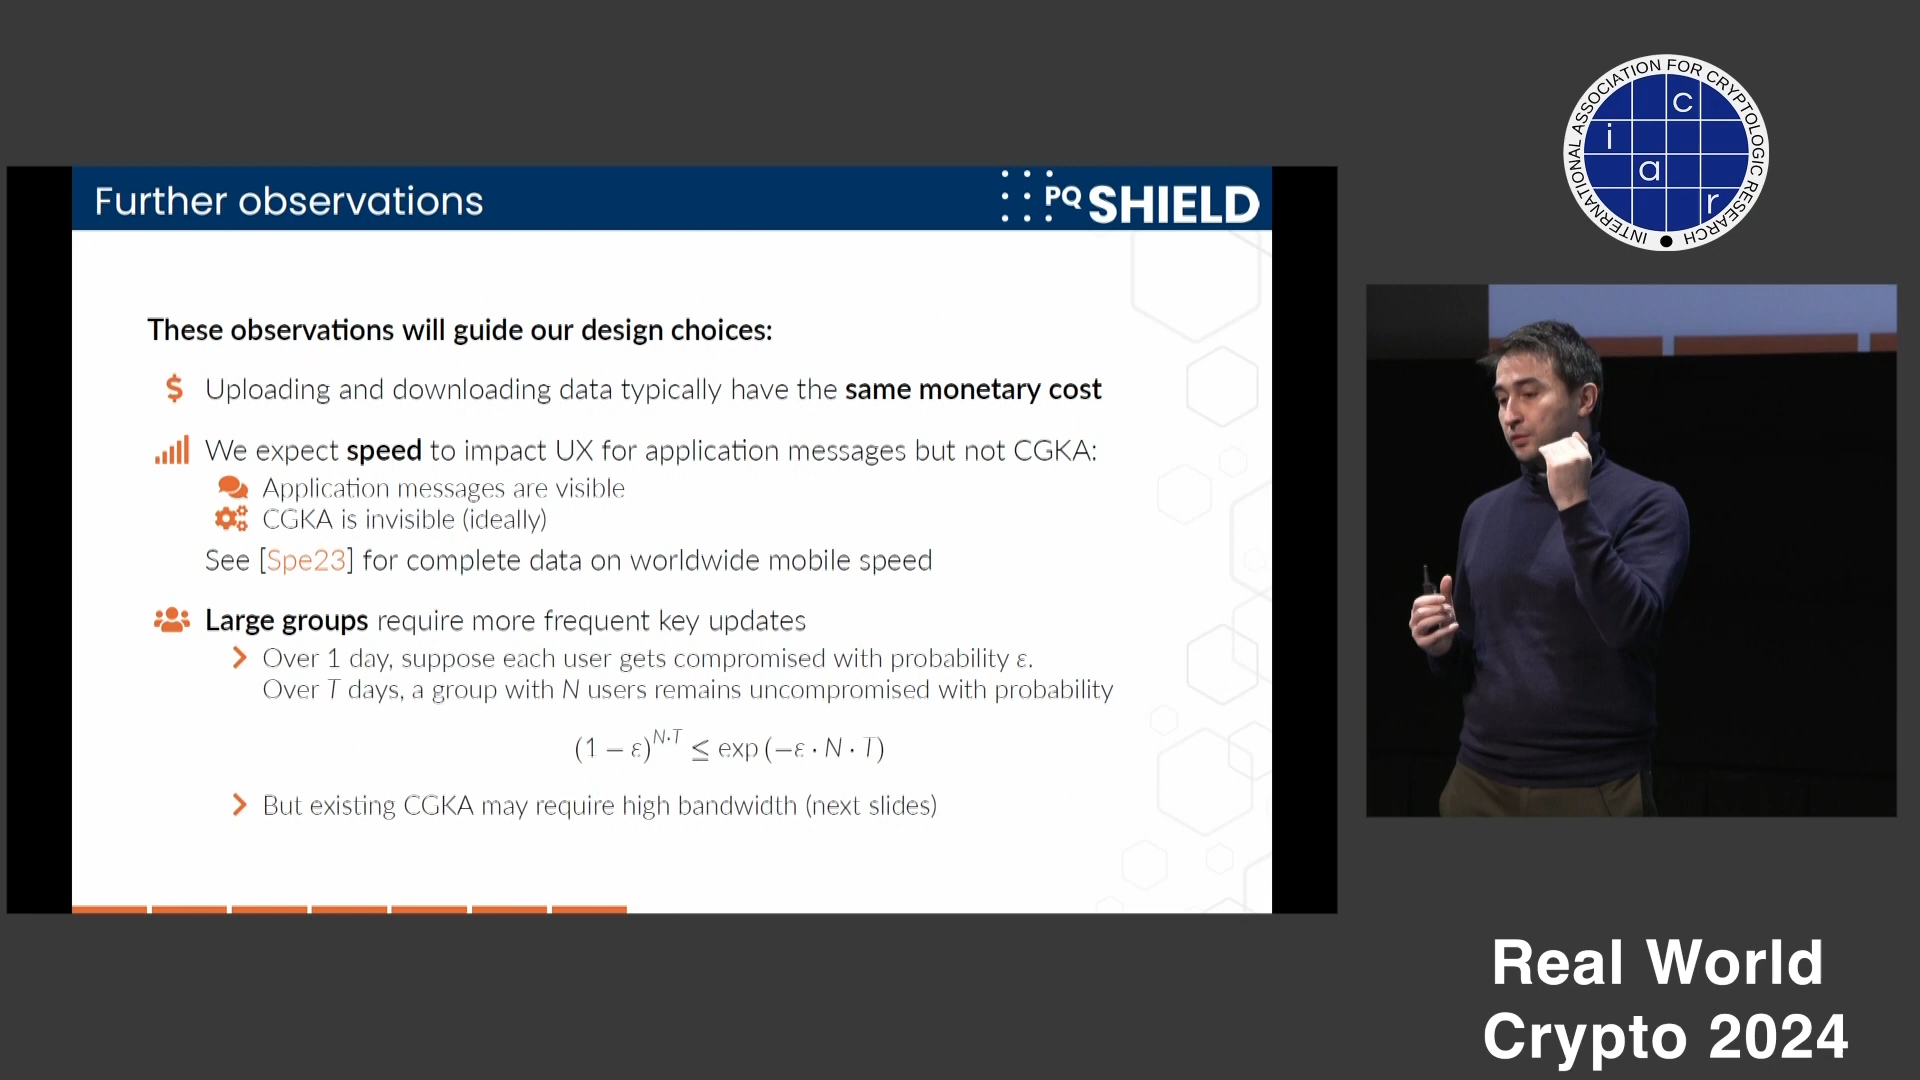 Further observations
PQ SHIELD
These observations will guide our design choices:
$ Uploading and downloading data typically have the same monetary cost
We expect speed to impact UX for application messages but not CGKA:
Application messages are visible
CGKA is invisible (ideally)
See [Spe23] for complete data on worldwide mobile speed
Large groups require more frequent key updates
Over 1 day, suppose each user gets compromised with probability ε.
Over T days, a group with N users remains uncompromised with probability
(1 − ε)^{N·T} ≤ exp (−ε · N · T)
But existing CGKA may require high bandwidth (next slides)
INTERNATIONAL ASSOCIATION FOR CRYPTOLOGIC RESEARCH
i a c r
Real World
Crypto 2024